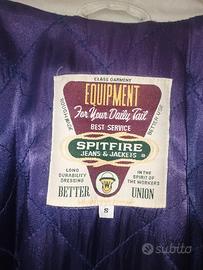 CLASS GARMENT
EQUIPMENT
For Your Daily Tail
BEST SERVICE
SPITFIRE
JEANS & JACKETS
LONG
DURABILITY
DRESSING
IN THE
SPIRIT OF
THE WORKERS
BETTER
UNION
S
subito